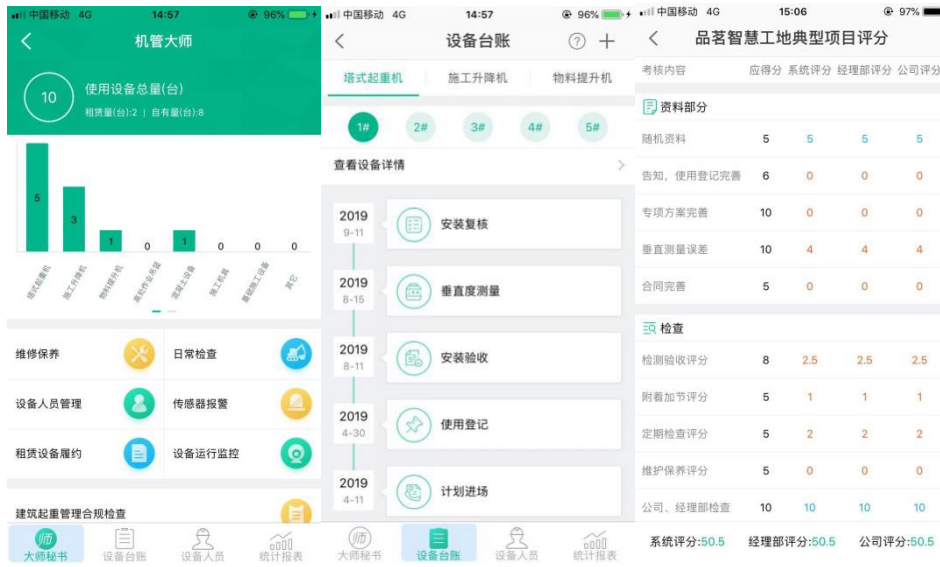 中国移动 4G 14:57 96%
机管大师
10
使用设备总量(台)
租赁量(台):2 | 自有量(台):8
5 3 1 0 1 0 0 0
塔式起重机 施工升降机 物料提升机 高处作业吊篮 混凝土设备 施工机具 基础施工设备 其它
维修保养 日常检查
设备人员管理 传感器报警
租赁设备履约 设备运行监控
建筑起重管理合规检查
师
大师秘书 设备台账 设备人员 统计报表
中国移动 4G 14:57 96%
设备台账
塔式起重机 施工升降机 物料提升机
1# 2# 3# 4# 5#
查看设备详情
2019
9-11
安装复核
2019
8-15
垂直度测量
2019
8-11
安装验收
2019
4-30
使用登记
2019
4-11
计划进场
师
大师秘书 设备台账 设备人员 统计报表
中国移动 4G 15:06 97%
品茗智慧工地典型项目评分
考核内容 应得分 系统评分 经理部评分 公司评分
资料部分
随机资料 5 5 5 5
告知、使用登记完善 6 0 0 0
专项方案完善 10 0 0 0
垂直测量误差 10 4 4 4
合同完善 5 0 0 0
检查
检测验收评分 8 2.5 2.5 2.5
附着加节评分 5 1 1 1
定期检查评分 5 2 2 2
维护保养评分 5 0 0 0
公司、经理部检查 10 10 10 10
系统评分:50.5 经理部评分:50.5 公司评分:50.5